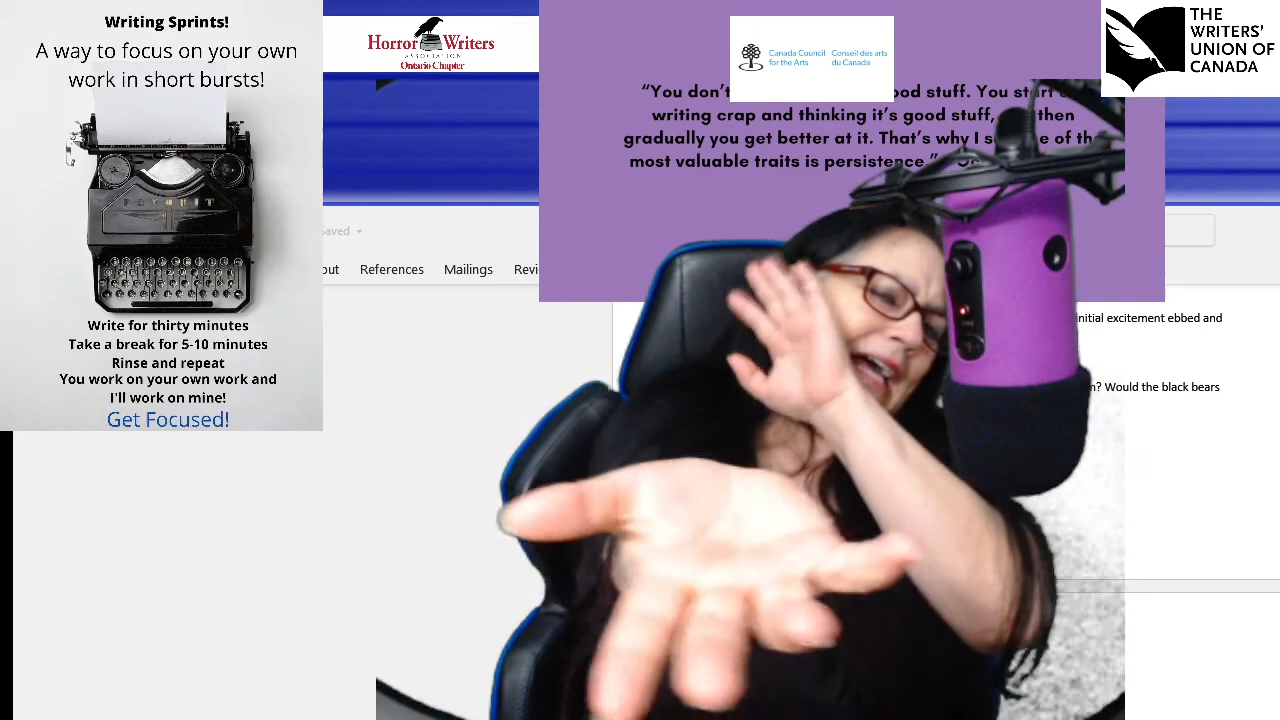 Writing Sprints!
A way to focus on your own
work in short bursts!
Write for thirty minutes
Take a break for 5-10 minutes
Rinse and repeat
You work on your own work and
I'll work on mine!
Get Focused!
Horror Writers
ASSOCIATION
Ontario Chapter
Canada Council
for the Arts
Conseil des arts
du Canada
THE
WRITERS'
UNION OF
CANADA
“You don't stuff. You
writing crap and thinking it's good stuff, then
gradually you get better at it. That's why I of
most valuable traits is persistence.”
Saved
References
Mailings
initial excitement ebbed and
? Would the black bears